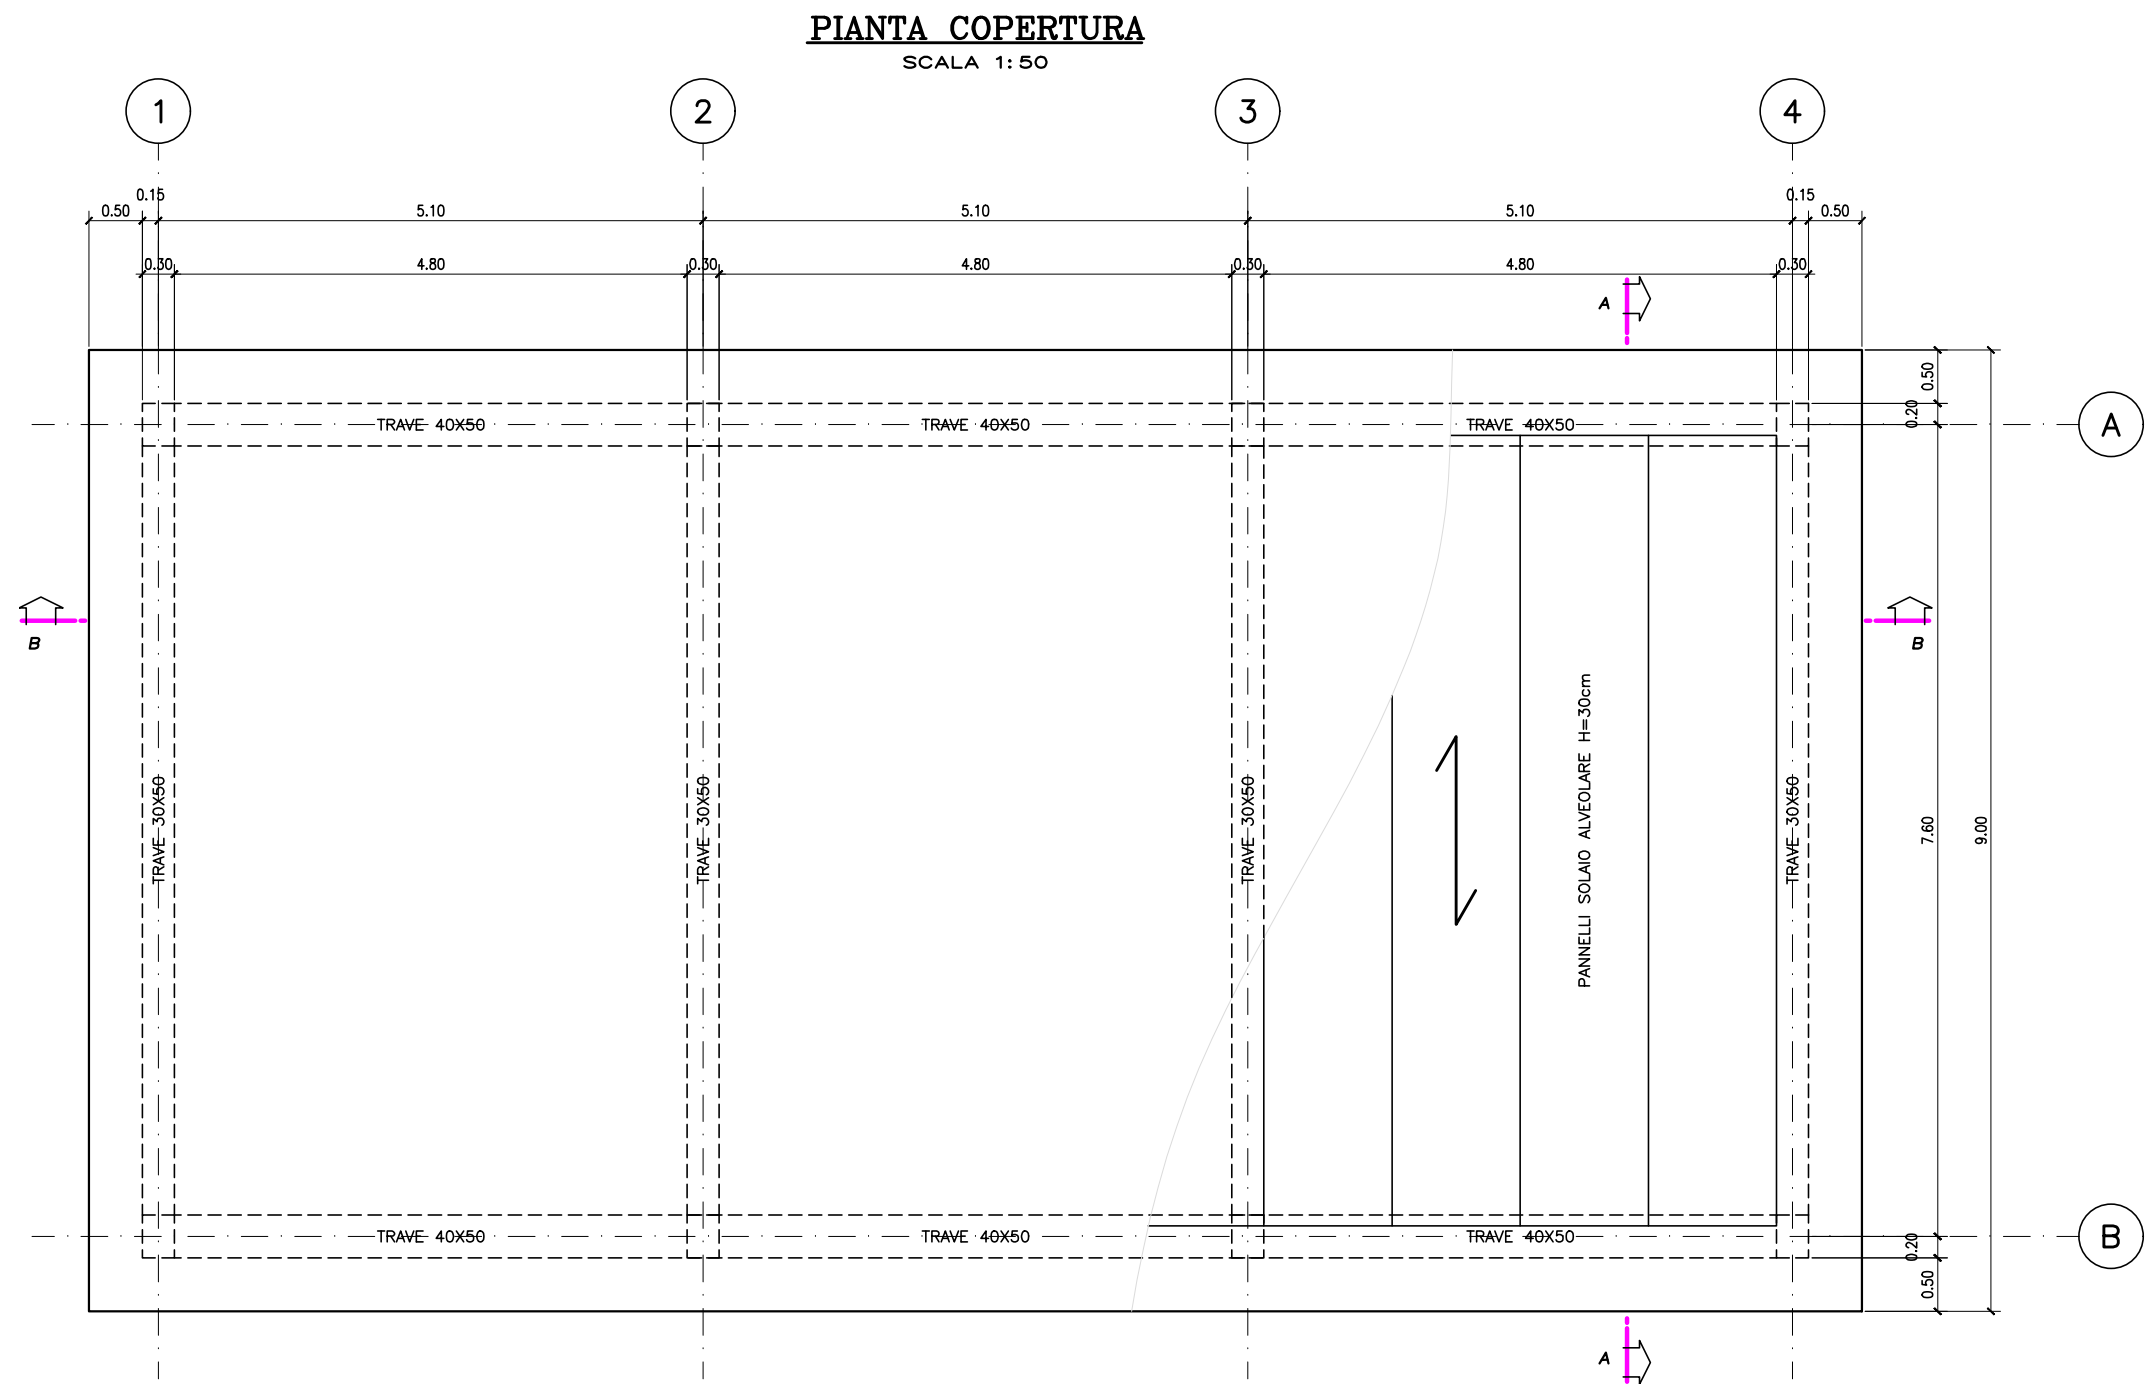 PIANTA COPERTURA
SCALA 1:50
1 2 3 4
0.15 0.15
0.50 5.10 5.10 5.10 0.50
0.30 4.80 0.30 4.80 0.30 4.80 0.30
A
0.50
0.20
TRAVE 40X50 TRAVE 40X50 TRAVE 40X50
A
B B
PANNELLI SOLAIO ALVEOLARE H=30cm
TRAVE 30X50 TRAVE 30X50 TRAVE 30X50 TRAVE 30X50
7.60 9.00
TRAVE 40X50 TRAVE 40X50 TRAVE 40X50
B
0.20
0.50
A